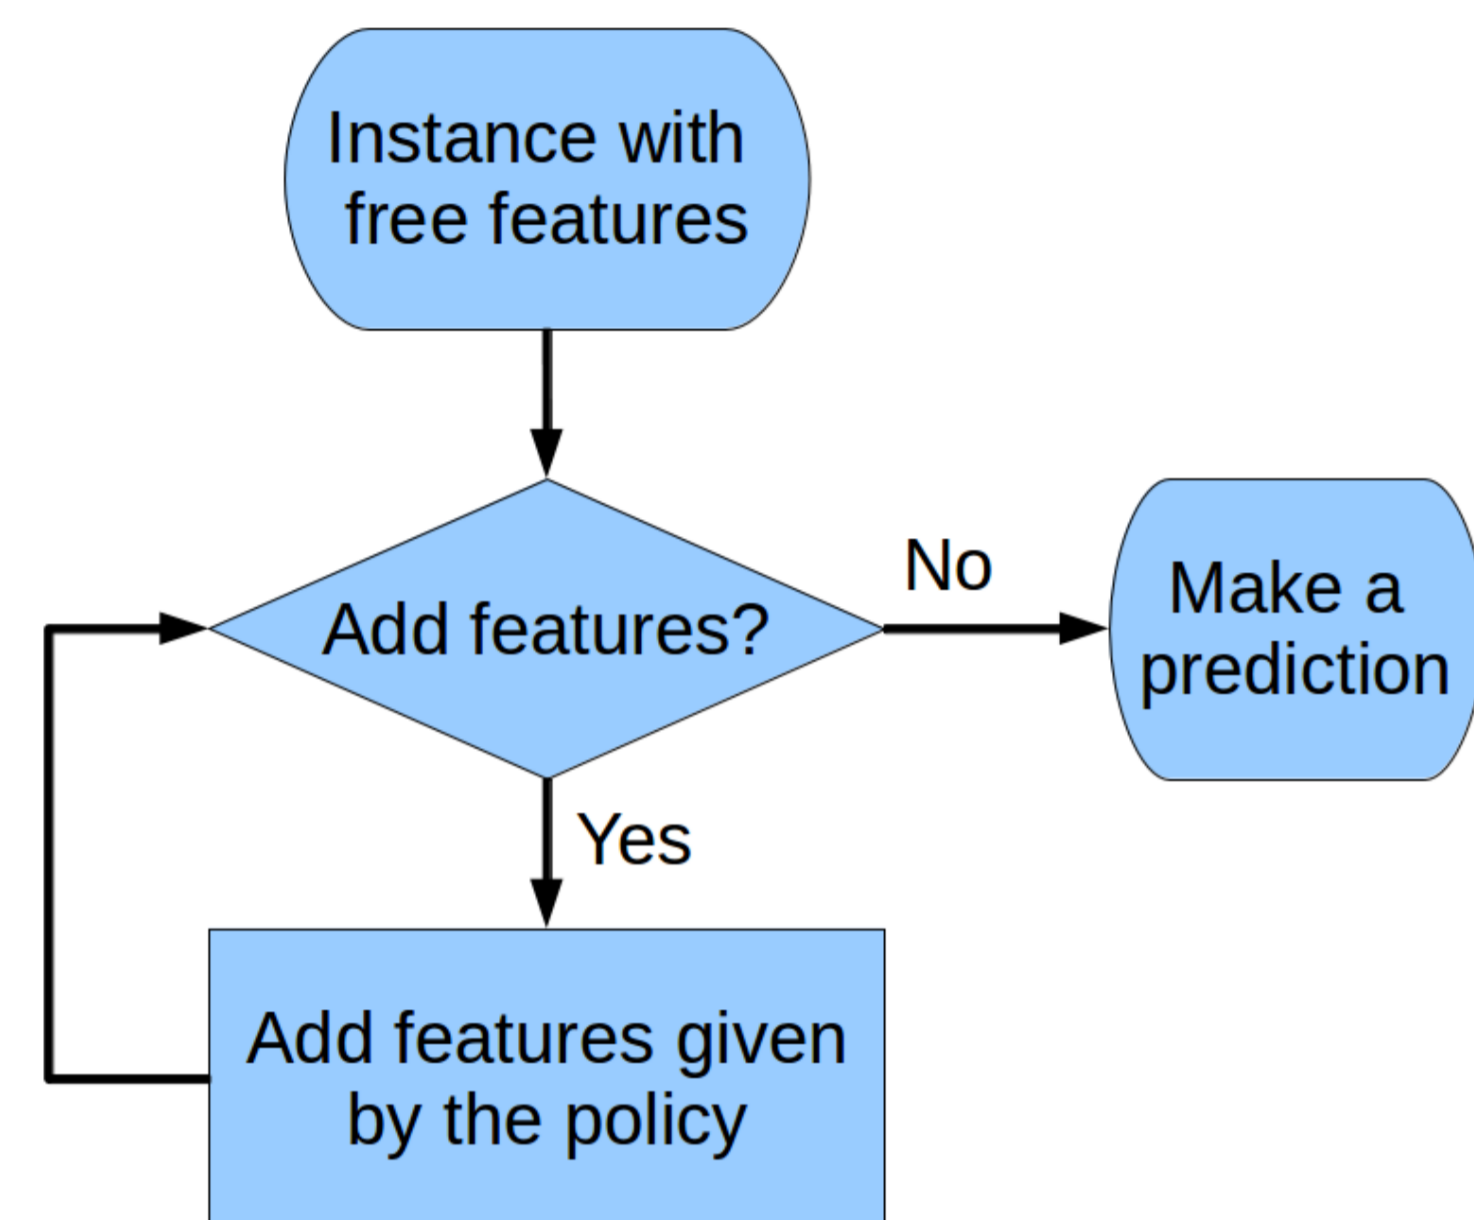 Instance with
free features
Add features?
No
Make a
prediction
Yes
Add features given
by the policy